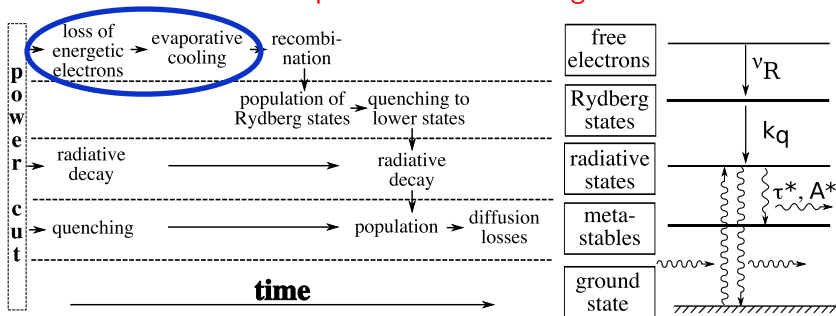 power cut
loss of
energetic
electrons
evaporative
cooling
recombi-
nation
population of
Rydberg states
quenching to
lower states
radiative
decay
radiative
decay
quenching
population
diffusion
losses
time
free
electrons
Rydberg
states
radiative
states
meta-
stables
ground
state
νR
kq
τ*, A*